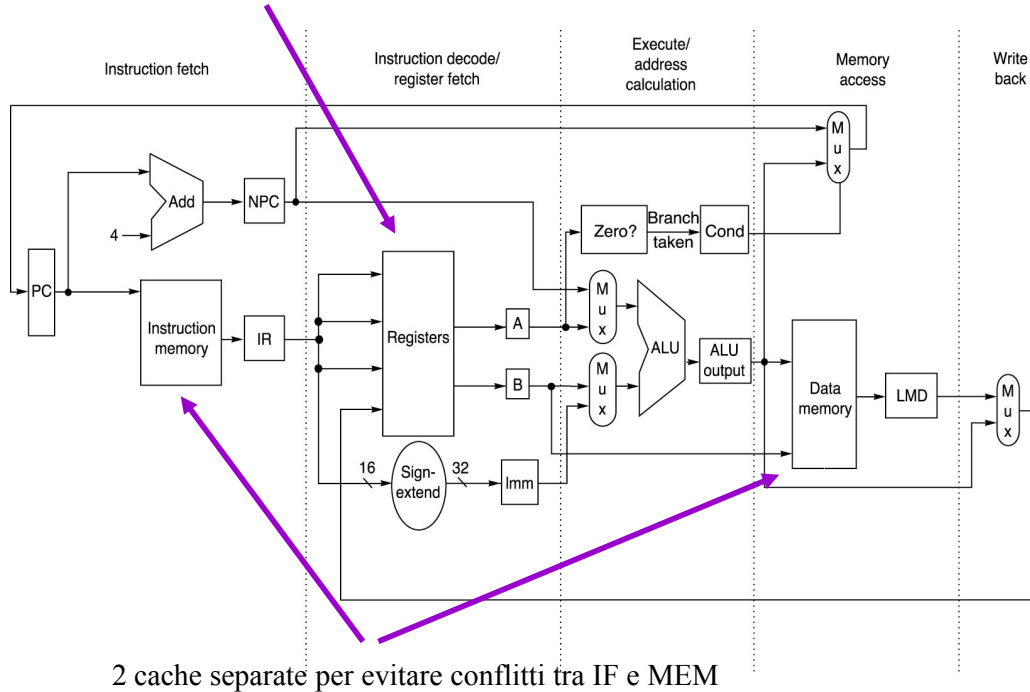 Instruction fetch
Instruction decode/
register fetch
Execute/
address
calculation
Memory
access
Write
back
M
u
x
Add
NPC
4
Zero?
Branch
taken
Cond
PC
Instruction
memory
IR
Registers
A
B
M
u
x
M
u
x
ALU
ALU
output
Data
memory
LMD
M
u
x
16
Sign-
extend
32
Imm
2 cache separate per evitare conflitti tra IF e MEM